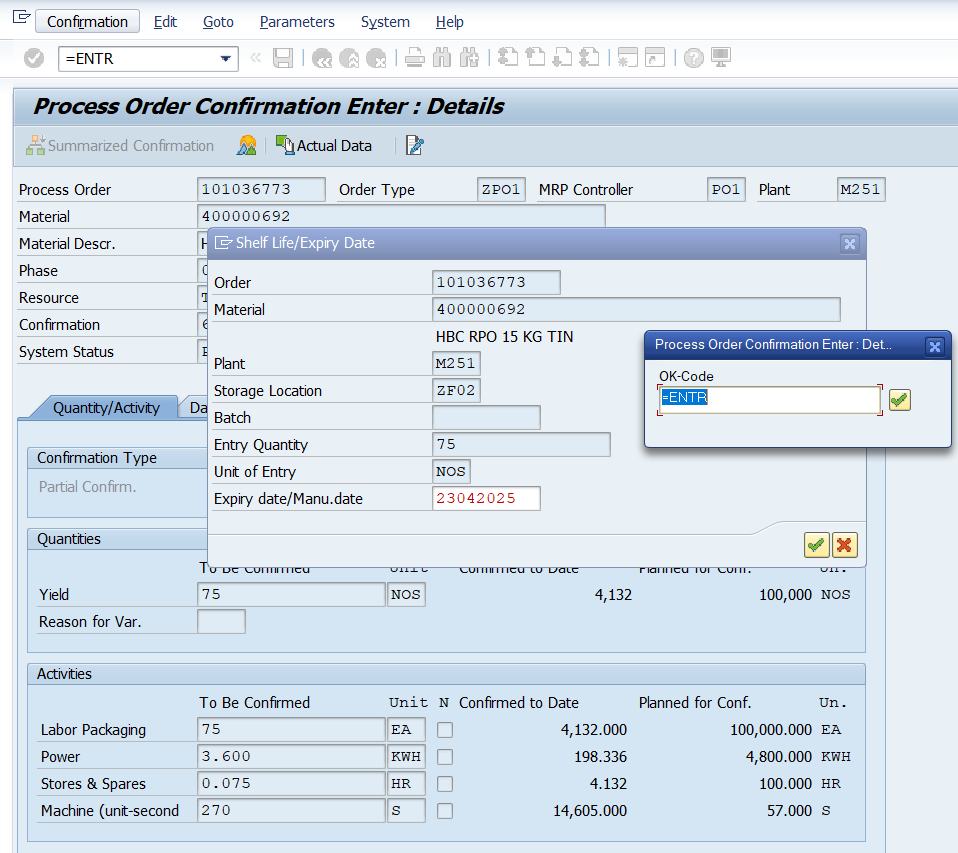 Confirmation Edit Goto Parameters System Help
=ENTR
Process Order Confirmation Enter : Details
Summarized Confirmation Actual Data
Process Order 101036773 Order Type ZPO1 MRP Controller PO1 Plant M251
Material 400000692
Material Descr. H
Phase
Resource
Confirmation 6
System Status
Shelf Life/Expiry Date
Order 101036773
Material 400000692
HBC RPO 15 KG TIN
Plant M251
Storage Location ZF02
Batch
Entry Quantity 75
Unit of Entry NOS
Expiry date/Manu.date 23042025
Process Order Confirmation Enter : Det...
OK-Code
=ENTR
Quantity/Activity Da
Confirmation Type
Partial Confirm.
Quantities
To Be Confirmed Unit Confirmed to Date Planned for Conf. Un.
Yield 75 NOS 4,132 100,000 NOS
Reason for Var.
Activities
To Be Confirmed Unit N Confirmed to Date Planned for Conf. Un.
Labor Packaging 75 EA 4,132.000 100,000.000 EA
Power 3.600 KWH 198.336 4,800.000 KWH
Stores & Spares 0.075 HR 4.132 100.000 HR
Machine (unit-second 270 S 14,605.000 57.000 S